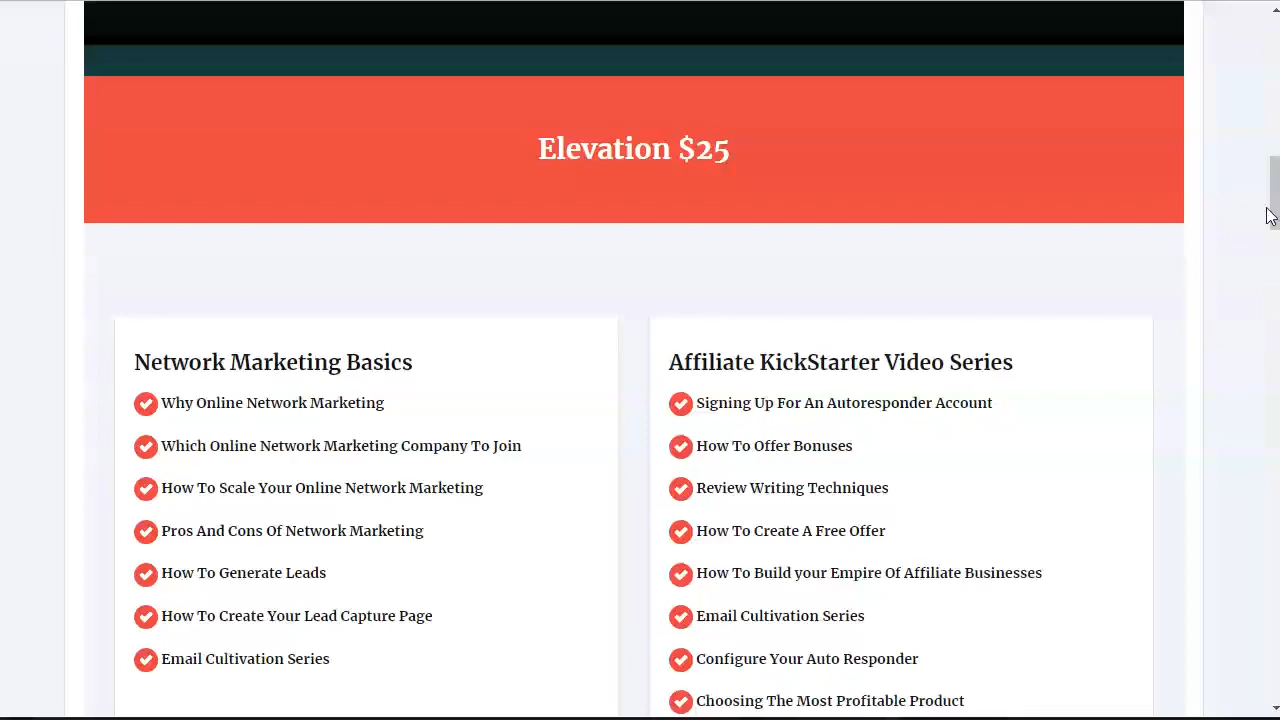 Elevation $25
Network Marketing Basics
Why Online Network Marketing
Which Online Network Marketing Company To Join
How To Scale Your Online Network Marketing
Pros And Cons Of Network Marketing
How To Generate Leads
How To Create Your Lead Capture Page
Email Cultivation Series
Affiliate KickStarter Video Series
Signing Up For An Autoresponder Account
How To Offer Bonuses
Review Writing Techniques
How To Create A Free Offer
How To Build your Empire Of Affiliate Businesses
Email Cultivation Series
Configure Your Auto Responder
Choosing The Most Profitable Product